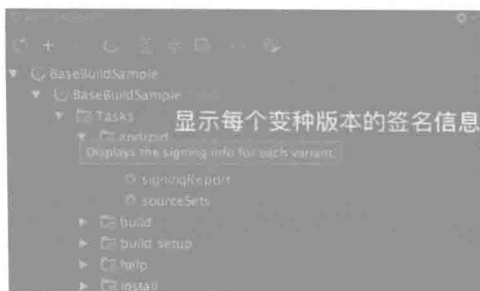 BaseBuildSample
BaseBuildSample
Tasks
显示每个变种版本的签名信息
android
Displays the signing info for each variant.
signingReport
sourceSets
build
build setup
help
install